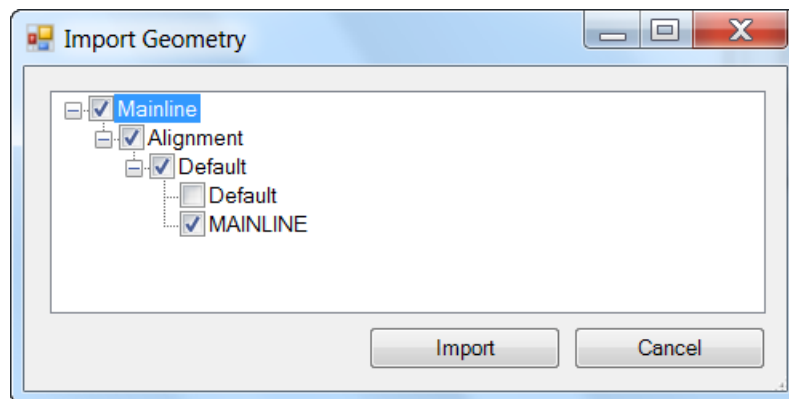 Import Geometry
Mainline
Alignment
Default
Default
MAINLINE
Import Cancel